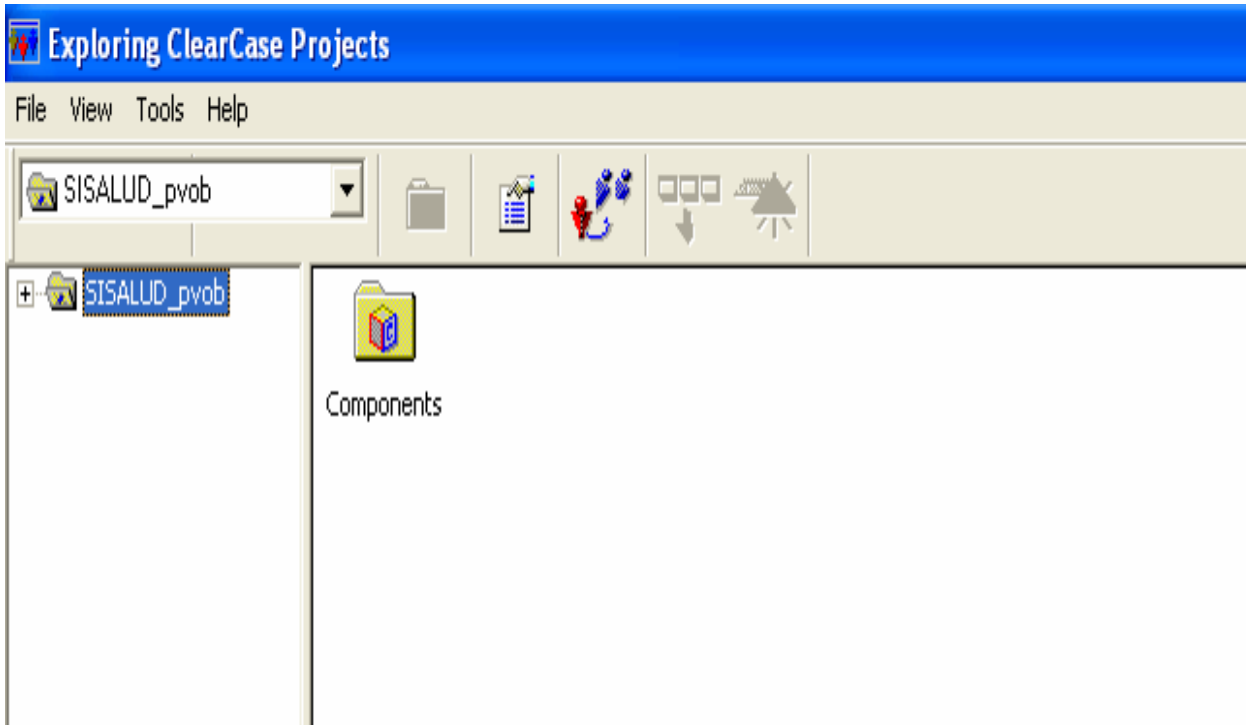 Exploring ClearCase Projects
File View Tools Help
SISALUD_pvob
SISALUD_pvob
Components